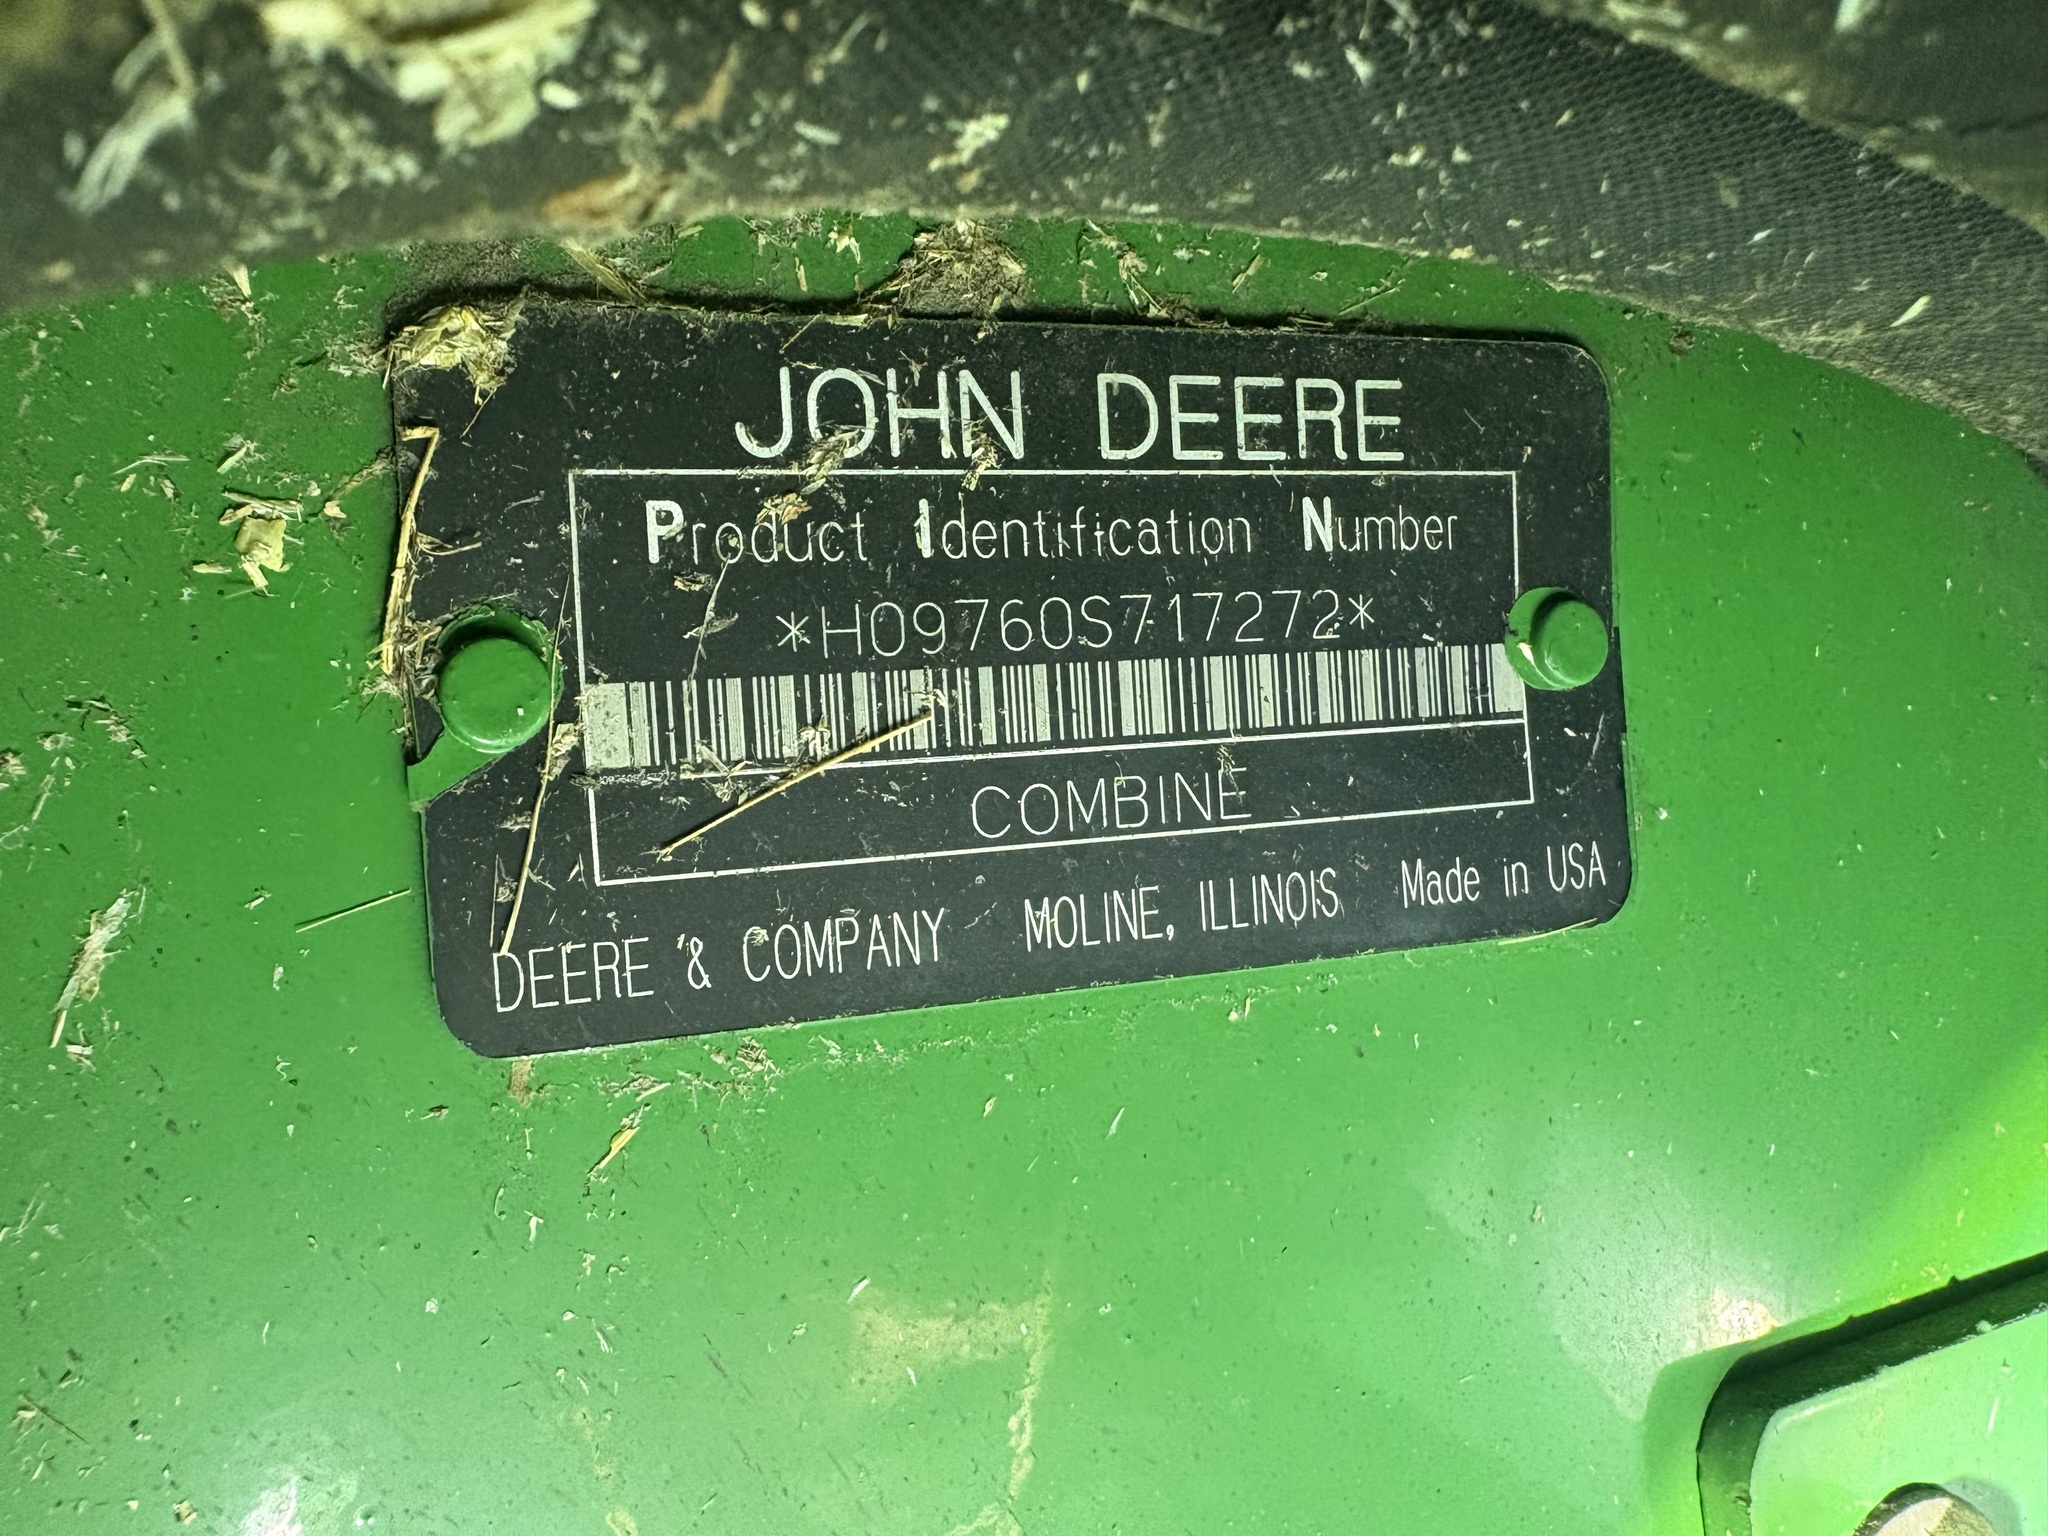 JOHN DEERE
Product Identification Number
*H09760S717272*
COMBINE
DEERE & COMPANY MOLINE, ILLINOIS Made in USA